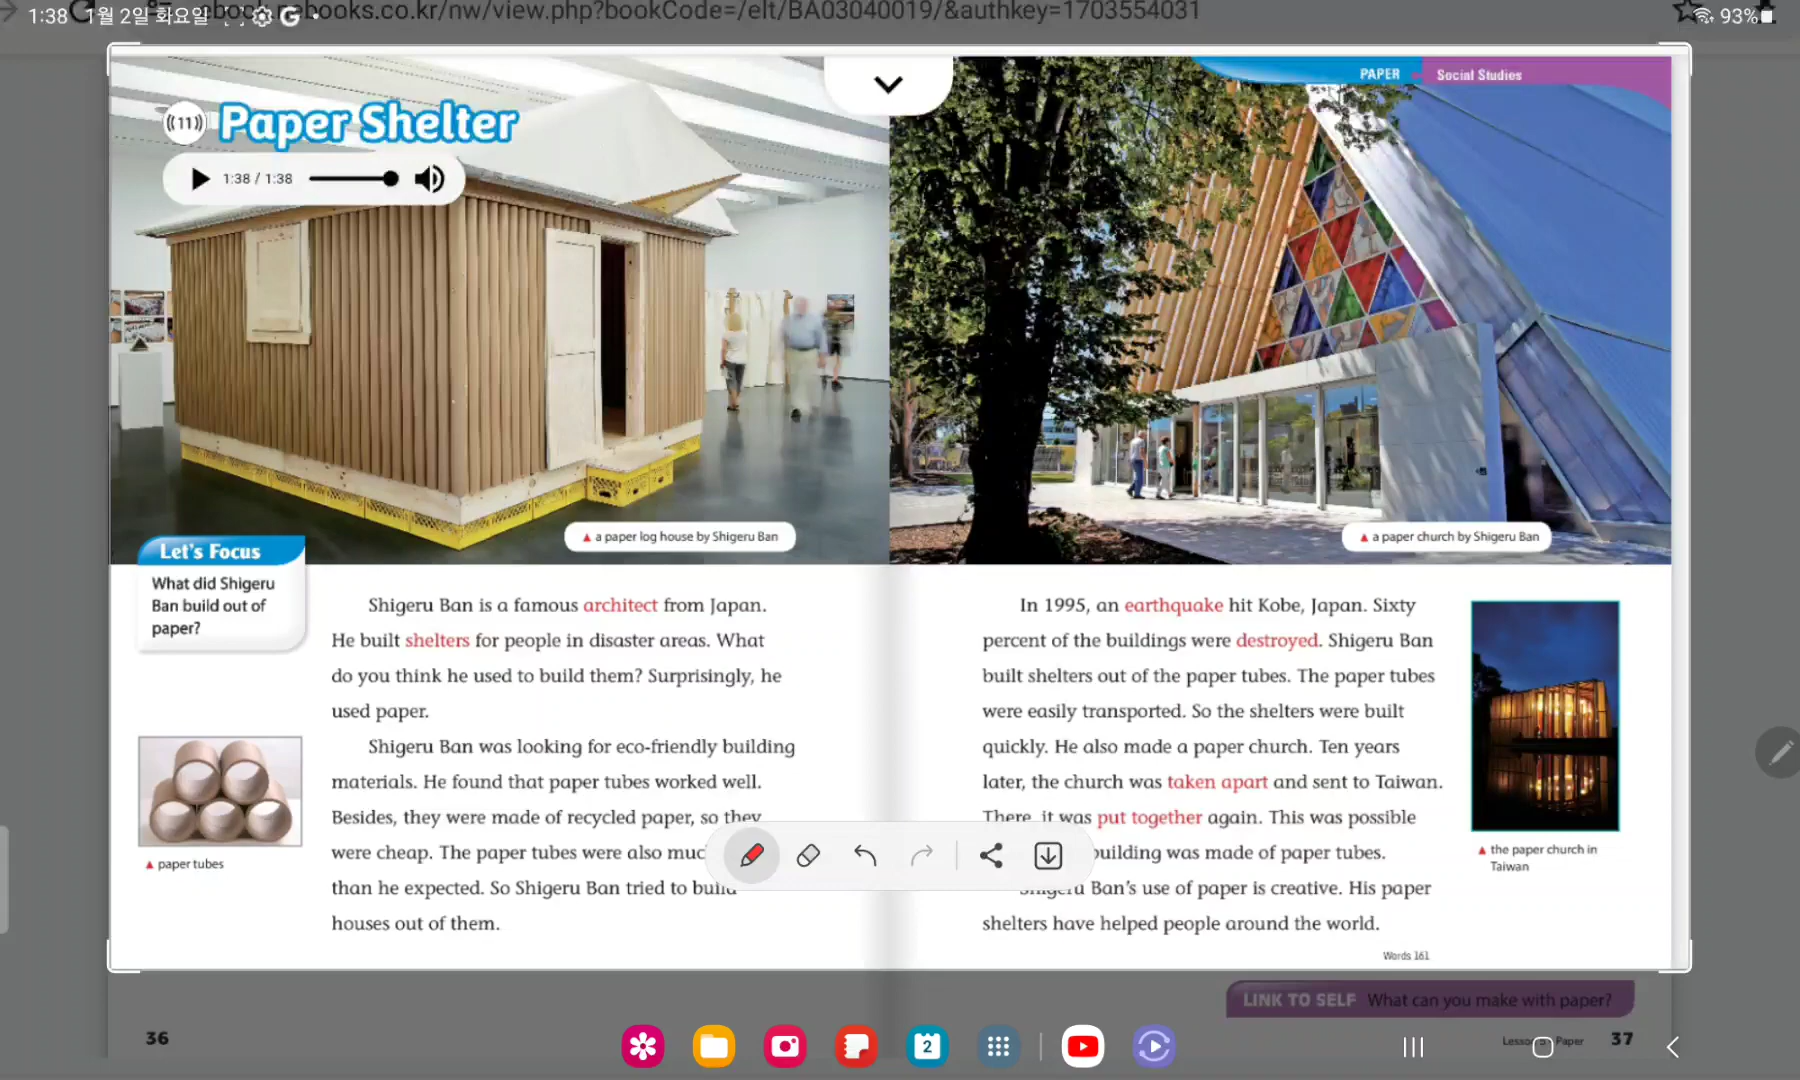 1:38 1월 2일 화요일
abooks.co.kr/nw/view.php?bookCode=/elt/BA03040019/&authkey=1703554031
93%
PAPER Social Studies
((11)) Paper Shelter
1:38 / 1:38
▲ a paper log house by Shigeru Ban
▲ a paper church by Shigeru Ban
Let's Focus
What did Shigeru
Ban build out of
paper?
▲ paper tubes
Shigeru Ban is a famous architect from Japan.
He built shelters for people in disaster areas. What
do you think he used to build them? Surprisingly, he
used paper.
Shigeru Ban was looking for eco-friendly building
materials. He found that paper tubes worked well.
Besides, they were made of recycled paper, so they
were cheap. The paper tubes were also muc
than he expected. So Shigeru Ban tried to build
houses out of them.
In 1995, an earthquake hit Kobe, Japan. Sixty
percent of the buildings were destroyed. Shigeru Ban
built shelters out of the paper tubes. The paper tubes
were easily transported. So the shelters were built
quickly. He also made a paper church. Ten years
later, the church was taken apart and sent to Taiwan.
There, it was put together again. This was possible
building was made of paper tubes.
Shigeru Ban's use of paper is creative. His paper
shelters have helped people around the world.
Words 161
▲ the paper church in
Taiwan
LINK TO SELF What can you make with paper?
36
2
Paper 37